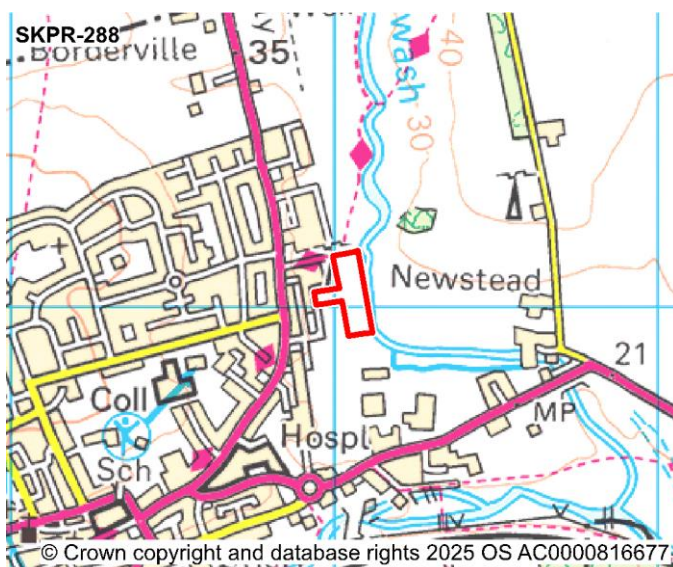 SKPR-288
Borderville
35
wash
40
30
Newstead
21
Coll
MP
Hospl
Sch
© Crown copyright and database rights 2025 OS AC0000816677